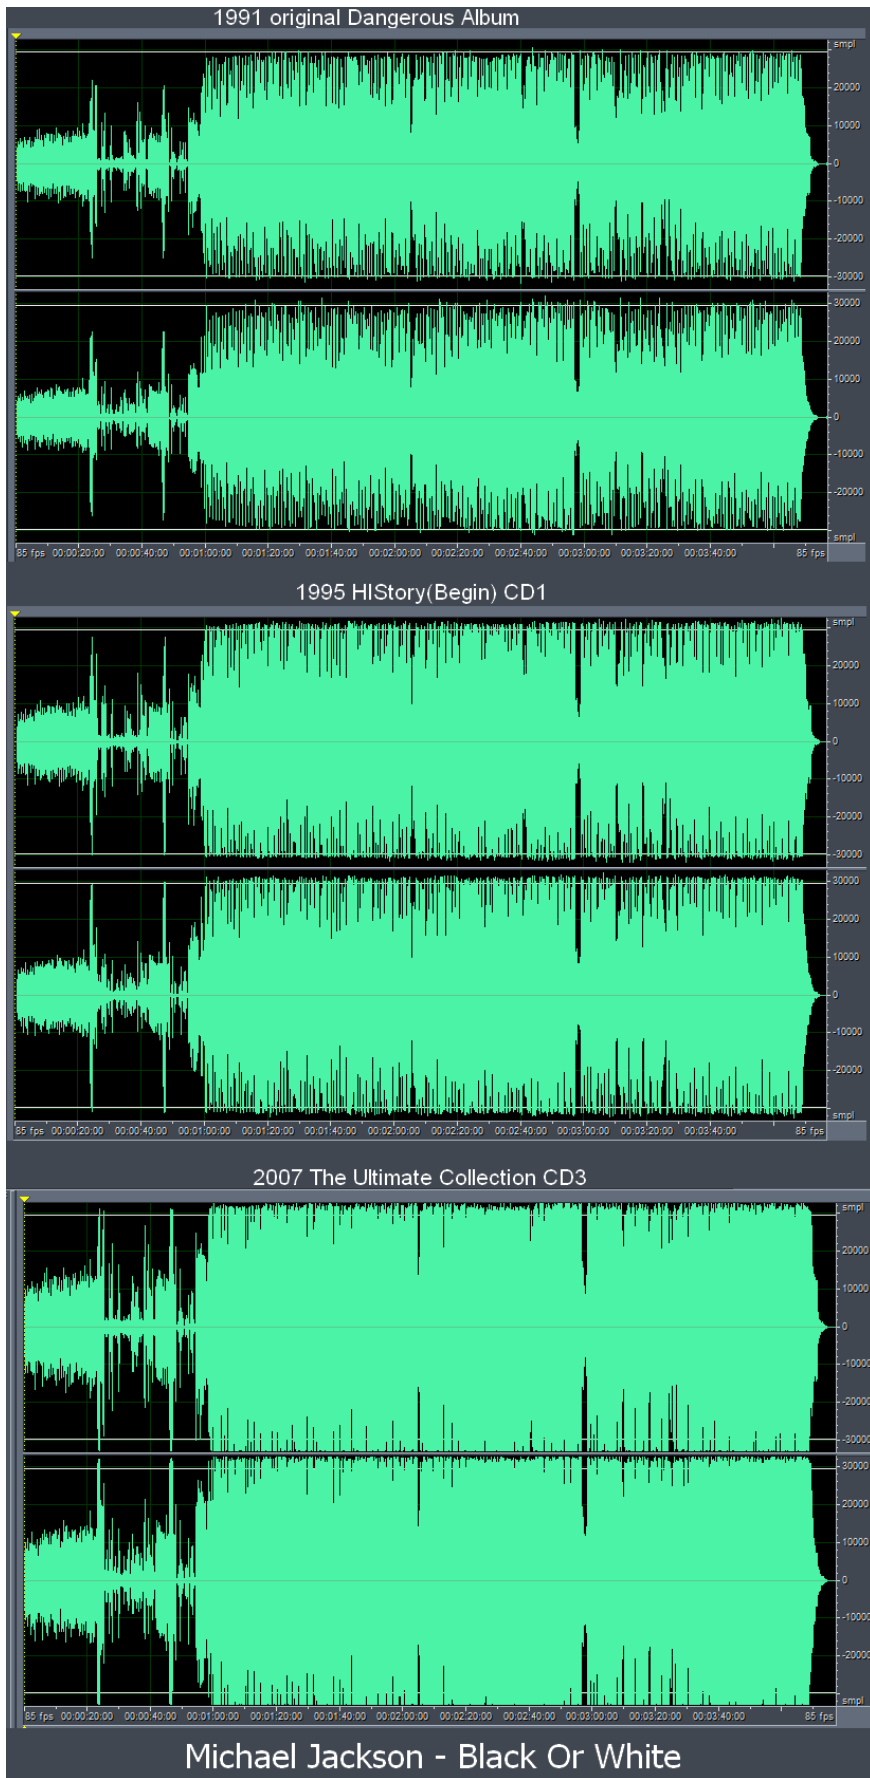 1991 original Dangerous Album
smpl
20000
10000
0
-10000
-20000
-30000
30000
20000
10000
0
-10000
-20000
smpl
85 fps 00:00:20:00 00:00:40:00 00:01:00:00 00:01:20:00 00:01:40:00 00:02:00:00 00:02:20:00 00:02:40:00 00:03:00:00 00:03:20:00 00:03:40:00 85 fps
1995 HIStory(Begin) CD1
smpl
20000
10000
0
-10000
-20000
-30000
30000
20000
10000
0
-10000
-20000
smpl
85 fps 00:00:20:00 00:00:40:00 00:01:00:00 00:01:20:00 00:01:40:00 00:02:00:00 00:02:20:00 00:02:40:00 00:03:00:00 00:03:20:00 00:03:40:00 85 fps
2007 The Ultimate Collection CD3
smpl
20000
10000
0
-10000
-20000
-30000
30000
20000
10000
0
-10000
-20000
smpl
85 fps 00:00:20:00 00:00:40:00 00:01:00:00 00:01:20:00 00:01:40:00 00:02:00:00 00:02:20:00 00:02:40:00 00:03:00:00 00:03:20:00 00:03:40:00 85 fps
Michael Jackson - Black Or White